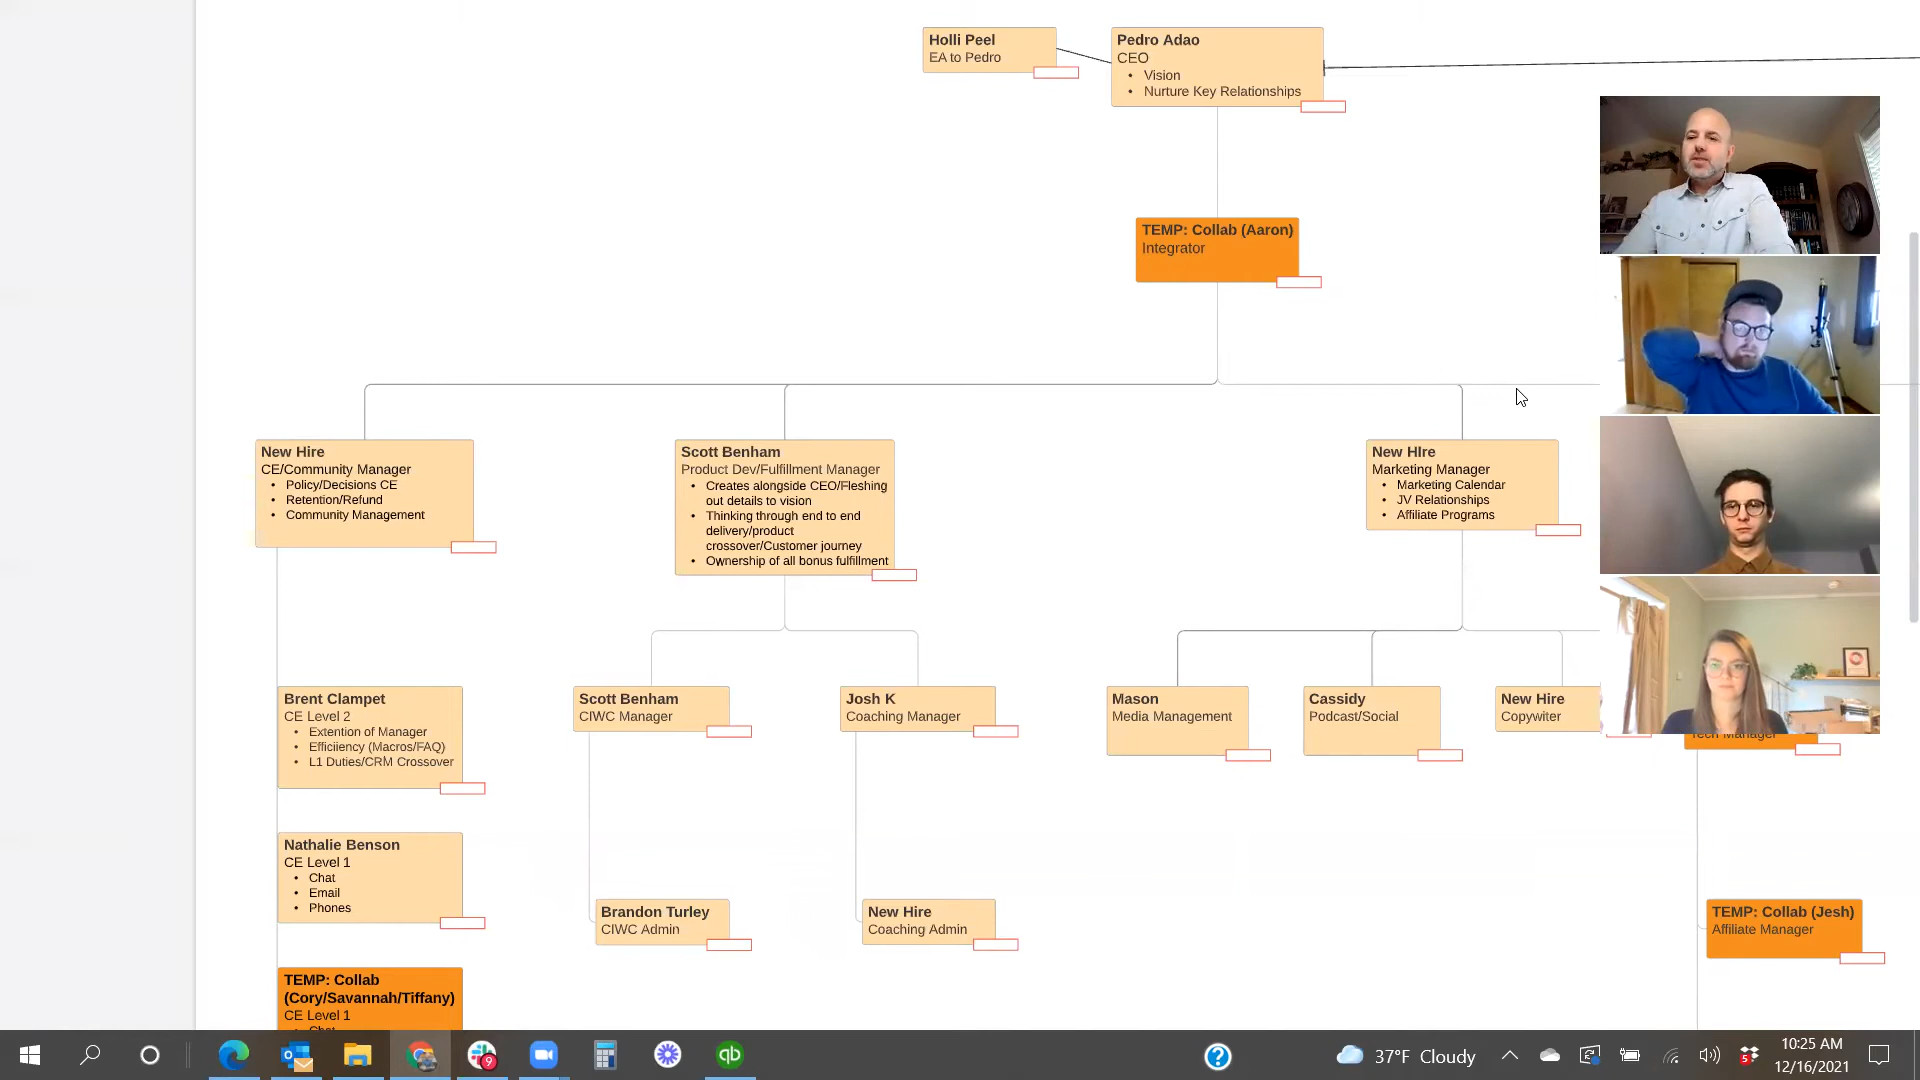 Holli Peel
EA to Pedro
Pedro Adao
CEO
• Vision
• Nurture Key Relationships
TEMP: Collab (Aaron)
Integrator
New Hire
CE/Community Manager
• Policy/Decisions CE
• Retention/Refund
• Community Management
Scott Benham
Product Dev/Fulfillment Manager
• Creates alongside CEO/Fleshing
out details to vision
• Thinking through end to end
delivery/product
crossover/Customer journey
• Ownership of all bonus fulfillment
New HIre
Marketing Manager
• Marketing Calendar
• JV Relationships
• Affiliate Programs
Brent Clampet
CE Level 2
• Extention of Manager
• Efficiiency (Macros/FAQ)
• L1 Duties/CRM Crossover
Scott Benham
CIWC Manager
Josh K
Coaching Manager
Mason
Media Management
Cassidy
Podcast/Social
New Hire
Copywiter
Tech Manager
Nathalie Benson
CE Level 1
• Chat
• Email
• Phones
Brandon Turley
CIWC Admin
New Hire
Coaching Admin
TEMP: Collab (Jesh)
Affiliate Manager
TEMP: Collab
(Cory/Savannah/Tiffany)
CE Level 1
• Chat
9
qb
?
37°F Cloudy
5
10:25 AM
12/16/2021